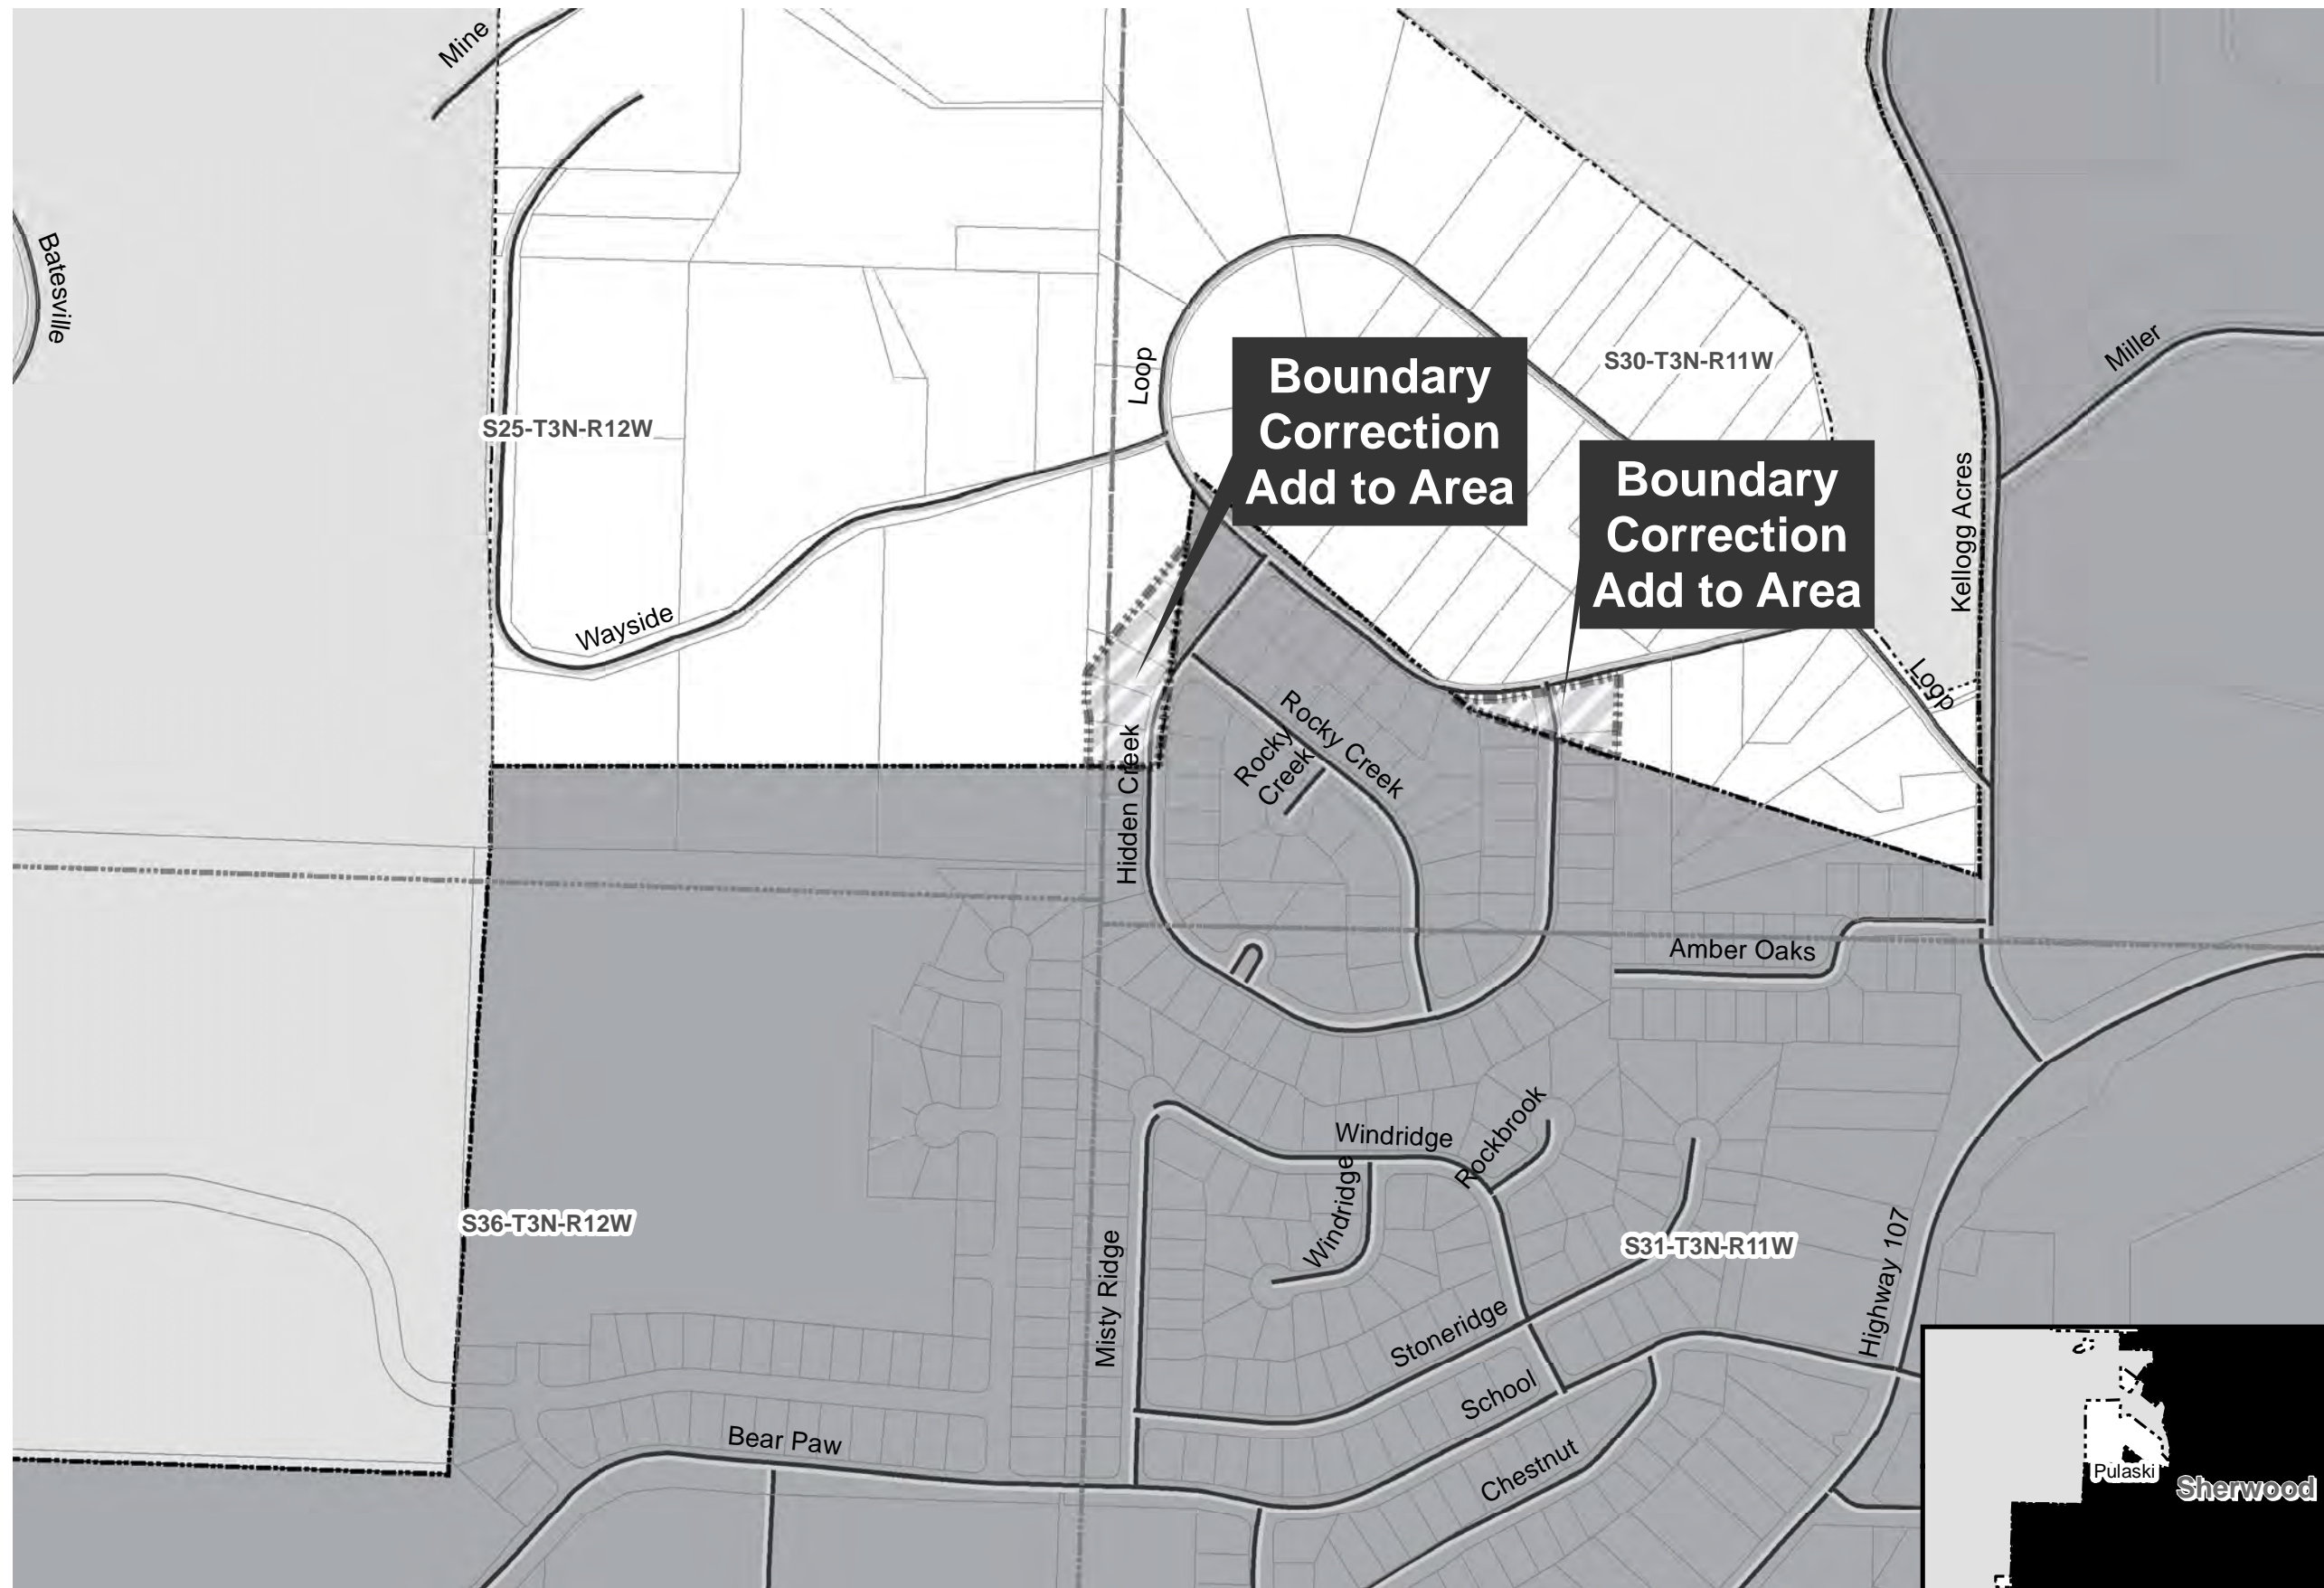 Mine
Batesville
Loop
Boundary
Correction
Add to Area
S30-T3N-R11W
Miller
S25-T3N-R12W
Boundary
Correction
Add to Area
Kellogg Acres
Wayside
Loop
Rocky Creek
Rocky
Creek
Hidden Creek
Amber Oaks
Windridge
Rockbrook
Windridge
S36-T3N-R12W
S31-T3N-R11W
Highway 107
Misty Ridge
Stoneridge
School
Bear Paw
Chestnut
Pulaski
Sherwood